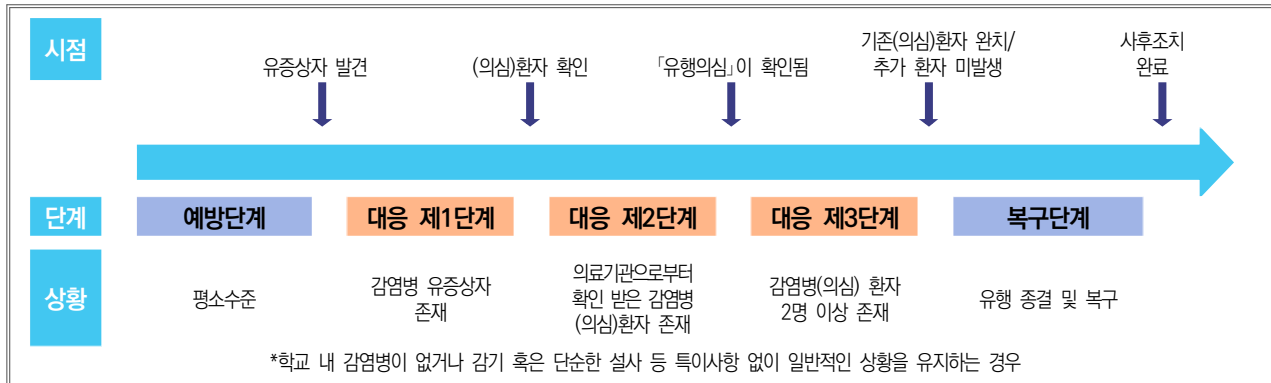 시점
유증상자 발견
(의심)환자 확인
「유행의심」이 확인됨
기존(의심)환자 완치/
추가 환자 미발생
사후조치
완료
단계
예방단계
대응 제1단계
대응 제2단계
대응 제3단계
복구단계
상황
평소수준
감염병 유증상자
존재
의료기관으로부터
확인 받은 감염병
(의심)환자 존재
감염병(의심) 환자
2명 이상 존재
유행 종결 및 복구
*학교 내 감염병이 없거나 감기 혹은 단순한 설사 등 특이사항 없이 일반적인 상황을 유지하는 경우